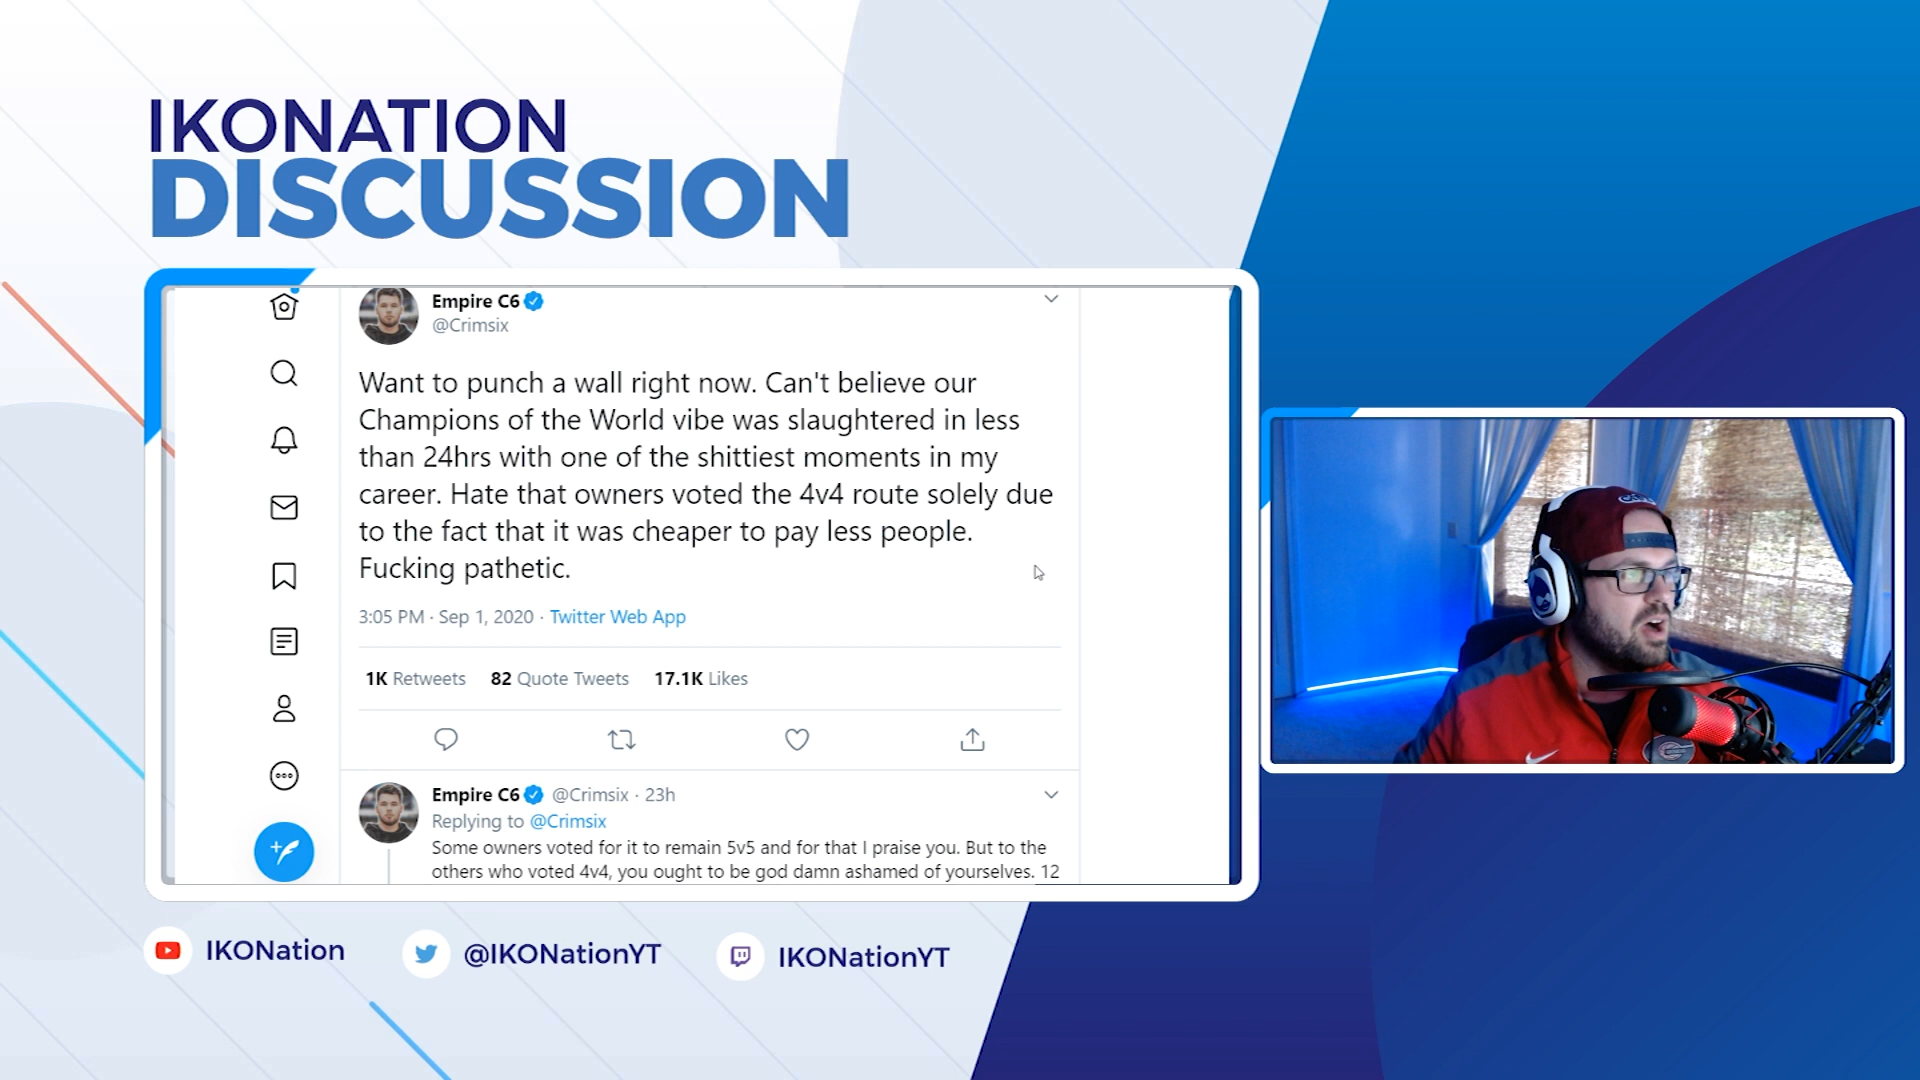 IKONATION
DISCUSSION
Empire C6
@Crimsix
Want to punch a wall right now. Can't believe our
Champions of the World vibe was slaughtered in less
than 24hrs with one of the shittiest moments in my
career. Hate that owners voted the 4v4 route solely due
to the fact that it was cheaper to pay less people.
Fucking pathetic.
3:05 PM · Sep 1, 2020 · Twitter Web App
1K Retweets 82 Quote Tweets 17.1K Likes
Empire C6 @Crimsix · 23h
Replying to @Crimsix
Some owners voted for it to remain 5v5 and for that I praise you. But to the
others who voted 4v4, you ought to be god damn ashamed of yourselves. 12
IKONation @IKONationYT IKONationYT